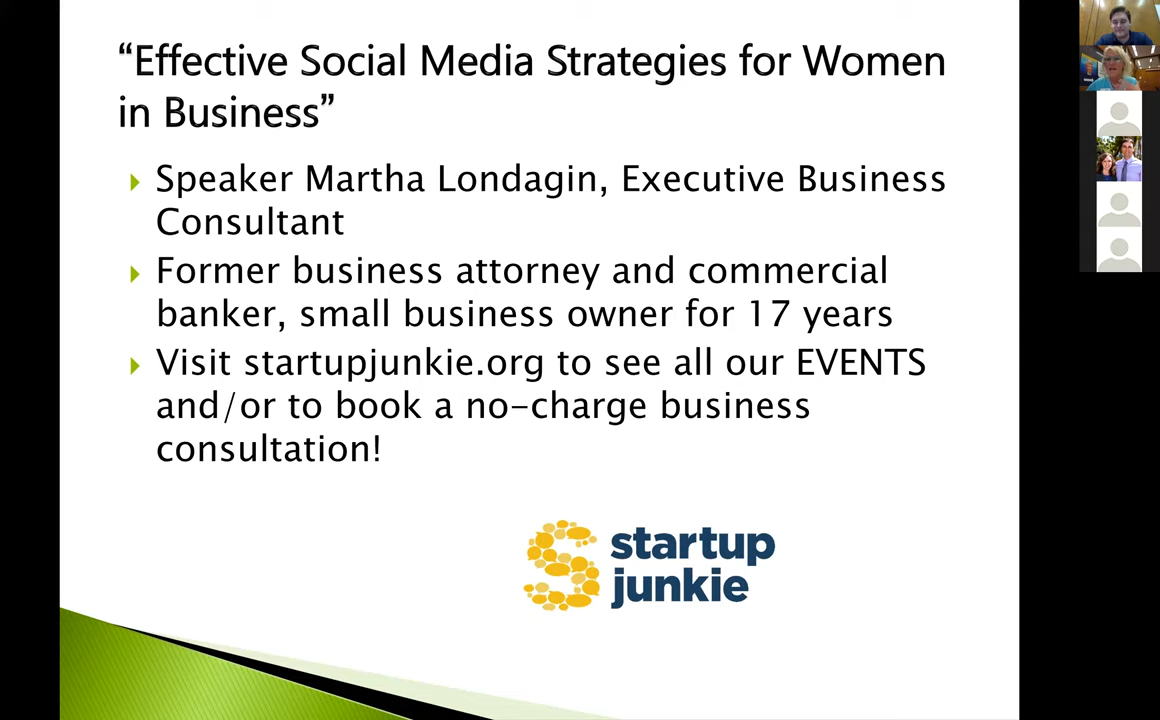 “Effective Social Media Strategies for Women
in Business”
Speaker Martha Londagin, Executive Business
Consultant
Former business attorney and commercial
banker, small business owner for 17 years
Visit startupjunkie.org to see all our EVENTS
and/or to book a no-charge business
consultation!
startup
junkie